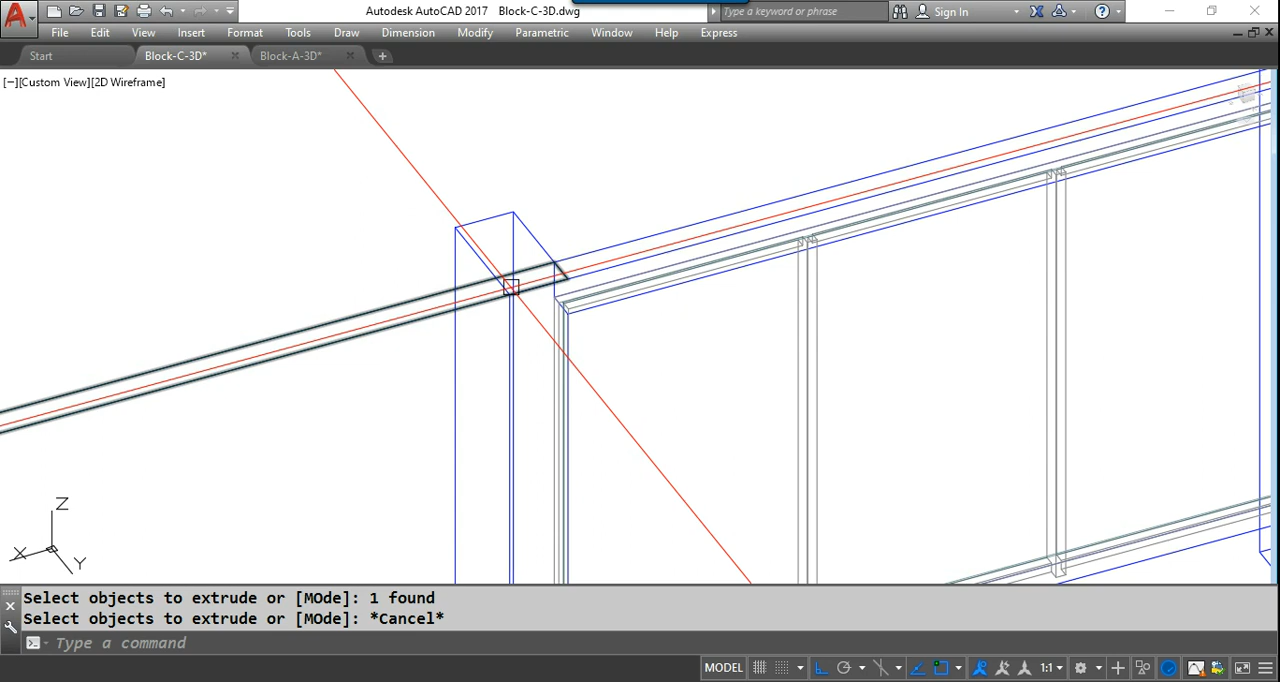 Autodesk AutoCAD 2017 Block-C-3D.dwg
Type a keyword or phrase
Sign In
File Edit View Insert Format Tools Draw Dimension Modify Parametric Window Help Express
Start Block-C-3D* Block-A-3D*
[−][Custom View][2D Wireframe]
Z
X
Y
Select objects to extrude or [MOde]: 1 found
Select objects to extrude or [MOde]: *Cancel*
Type a command
MODEL 1:1